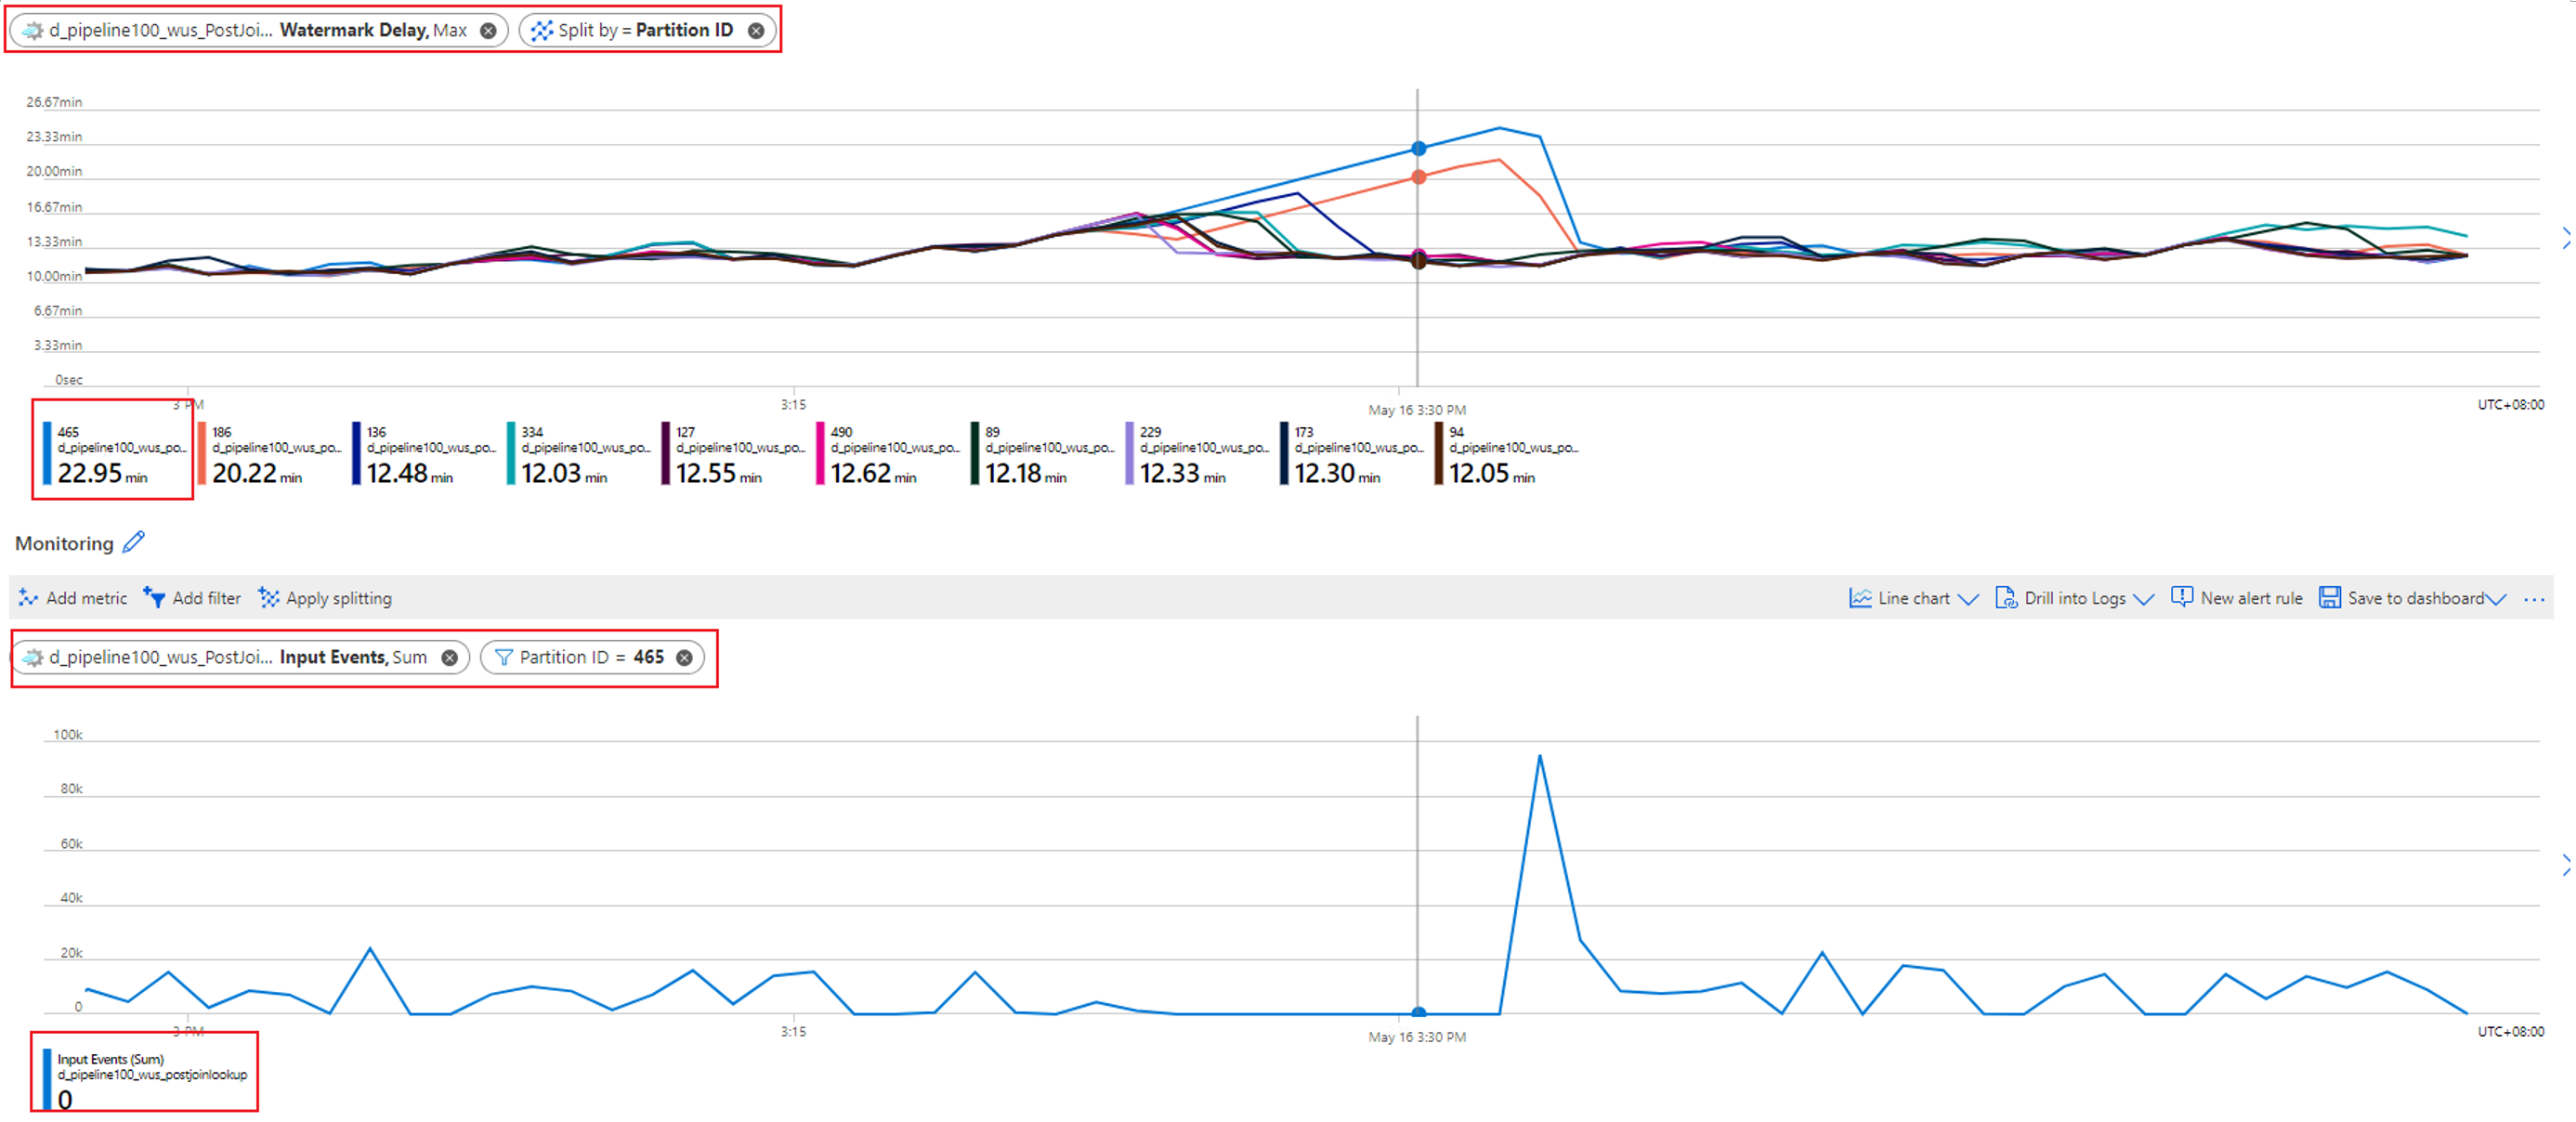 d_pipeline100_wus_PostJoi... Watermark Delay, Max Split by = Partition ID
26.67min
23.33min
20.00min
16.67min
13.33min
10.00min
6.67min
3.33min
0sec
3 PM 3:15 May 16 3:30 PM UTC+08:00
465 186 136 334 127 490 89 229 173 94
d_pipeline100_wus_po... d_pipeline100_wus_po... d_pipeline100_wus_po... d_pipeline100_wus_po... d_pipeline100_wus_po... d_pipeline100_wus_po... d_pipeline100_wus_po... d_pipeline100_wus_po... d_pipeline100_wus_po... d_pipeline100_wus_po...
22.95 min 20.22 min 12.48 min 12.03 min 12.55 min 12.62 min 12.18 min 12.33 min 12.30 min 12.05 min
Monitoring
Add metric Add filter Apply splitting Line chart Drill into Logs New alert rule Save to dashboard ...
d_pipeline100_wus_PostJoi... Input Events, Sum Partition ID = 465
100k
80k
60k
40k
20k
0
3 PM 3:15 May 16 3:30 PM UTC+08:00
Input Events (Sum)
d_pipeline100_wus_postjoinlookup
0